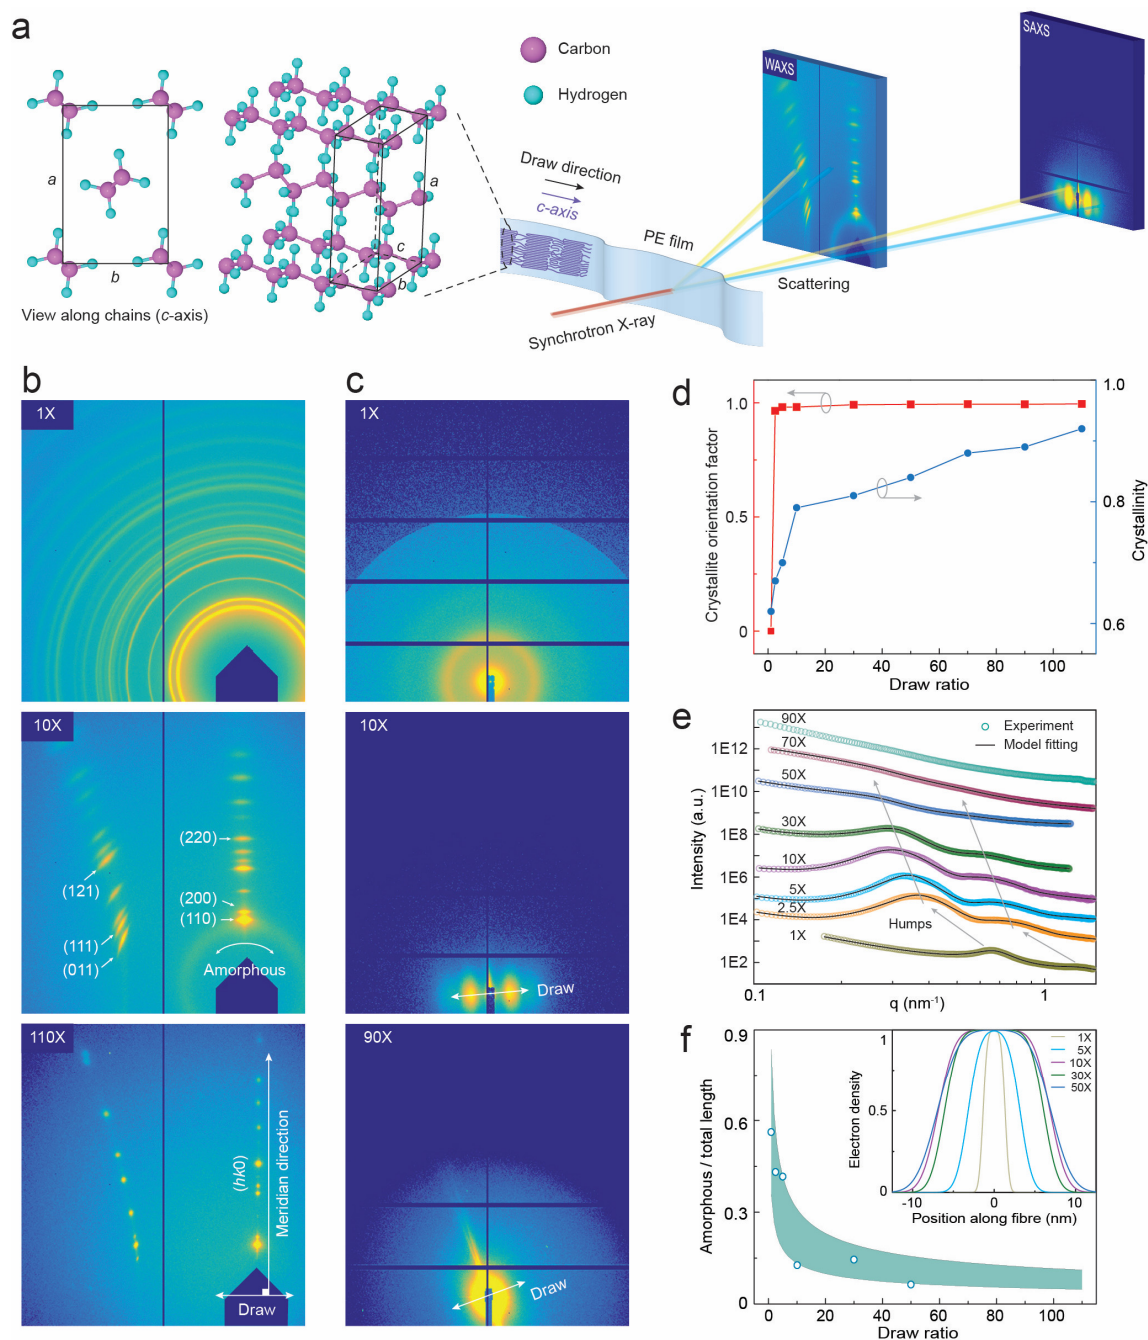 a
Carbon
Hydrogen
a
b
View along chains (c-axis)
a
c
b
Draw direction
c-axis
PE film
Synchrotron X-ray
WAXS
SAXS
Scattering
b
1X
10X
(220)
(121)
(200)
(110)
(111)
(011)
Amorphous
110X
(hk0)
Meridian direction
Draw
c
1X
10X
Draw
90X
Draw
d
Crystallite orientation factor
1.0
0.5
0
1.0
0.8
0.6
Crystallinity
0 20 40 60 80 100
Draw ratio
e
Intensity (a.u.)
1E12
1E10
1E8
1E6
1E4
1E2
90X
70X
50X
30X
10X
5X
2.5X
1X
Experiment
Model fitting
Humps
0.1 1
q (nm⁻¹)
f
Amorphous / total length
0.9
0.6
0.3
0
0 20 40 60 80 100
Draw ratio
Electron density
1
0.5
0
-10 0 10
Position along fibre (nm)
1X
5X
10X
30X
50X